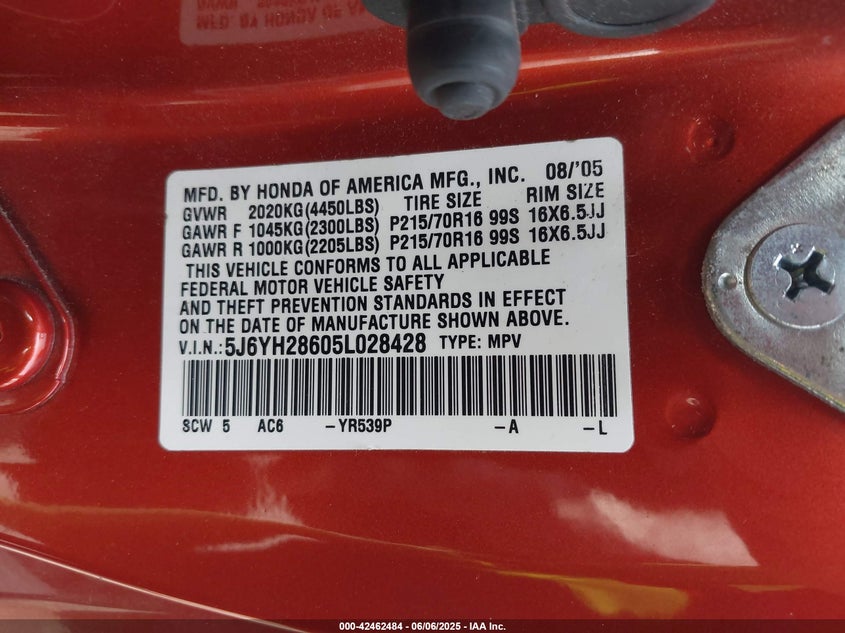 MFD. BY HONDA OF AMERICA MFG., INC. 08/'05
GVWR 2020KG(4450LBS) TIRE SIZE RIM SIZE
GAWR F 1045KG(2300LBS) P215/70R16 99S 16X6.5JJ
GAWR R 1000KG(2205LBS) P215/70R16 99S 16X6.5JJ
THIS VEHICLE CONFORMS TO ALL APPLICABLE
FEDERAL MOTOR VEHICLE SAFETY
AND THEFT PREVENTION STANDARDS IN EFFECT
ON THE DATE OF MANUFACTURE SHOWN ABOVE.
V.I.N.:5J6YH28605L028428 TYPE: MPV
SCW 5 AC6 -YR539P -A -L
000-42462484 | 06/06/2025 - IAA Inc.